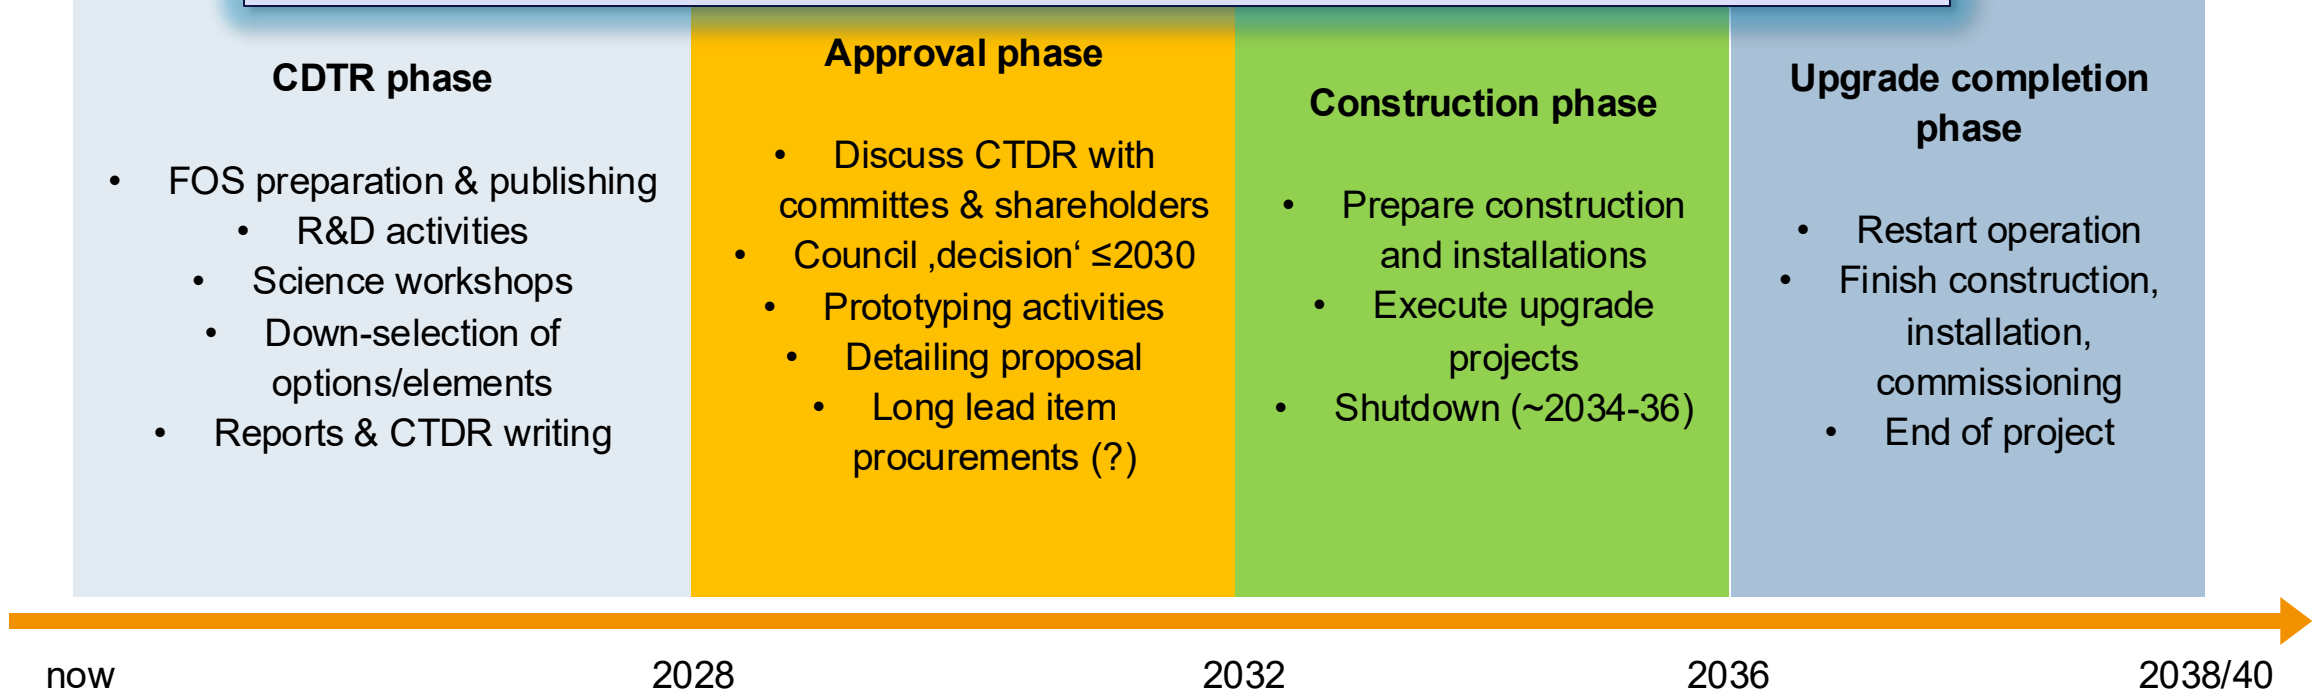 CDTR phase
• FOS preparation & publishing
• R&D activities
• Science workshops
• Down-selection of
options/elements
• Reports & CTDR writing
Approval phase
• Discuss CTDR with
committes & shareholders
• Council ‚decision‘ ≤2030
• Prototyping activities
• Detailing proposal
• Long lead item
procurements (?)
Construction phase
• Prepare construction
and installations
• Execute upgrade
projects
• Shutdown (~2034-36)
Upgrade completion
phase
• Restart operation
• Finish construction,
installation,
commissioning
• End of project
now
2028
2032
2036
2038/40